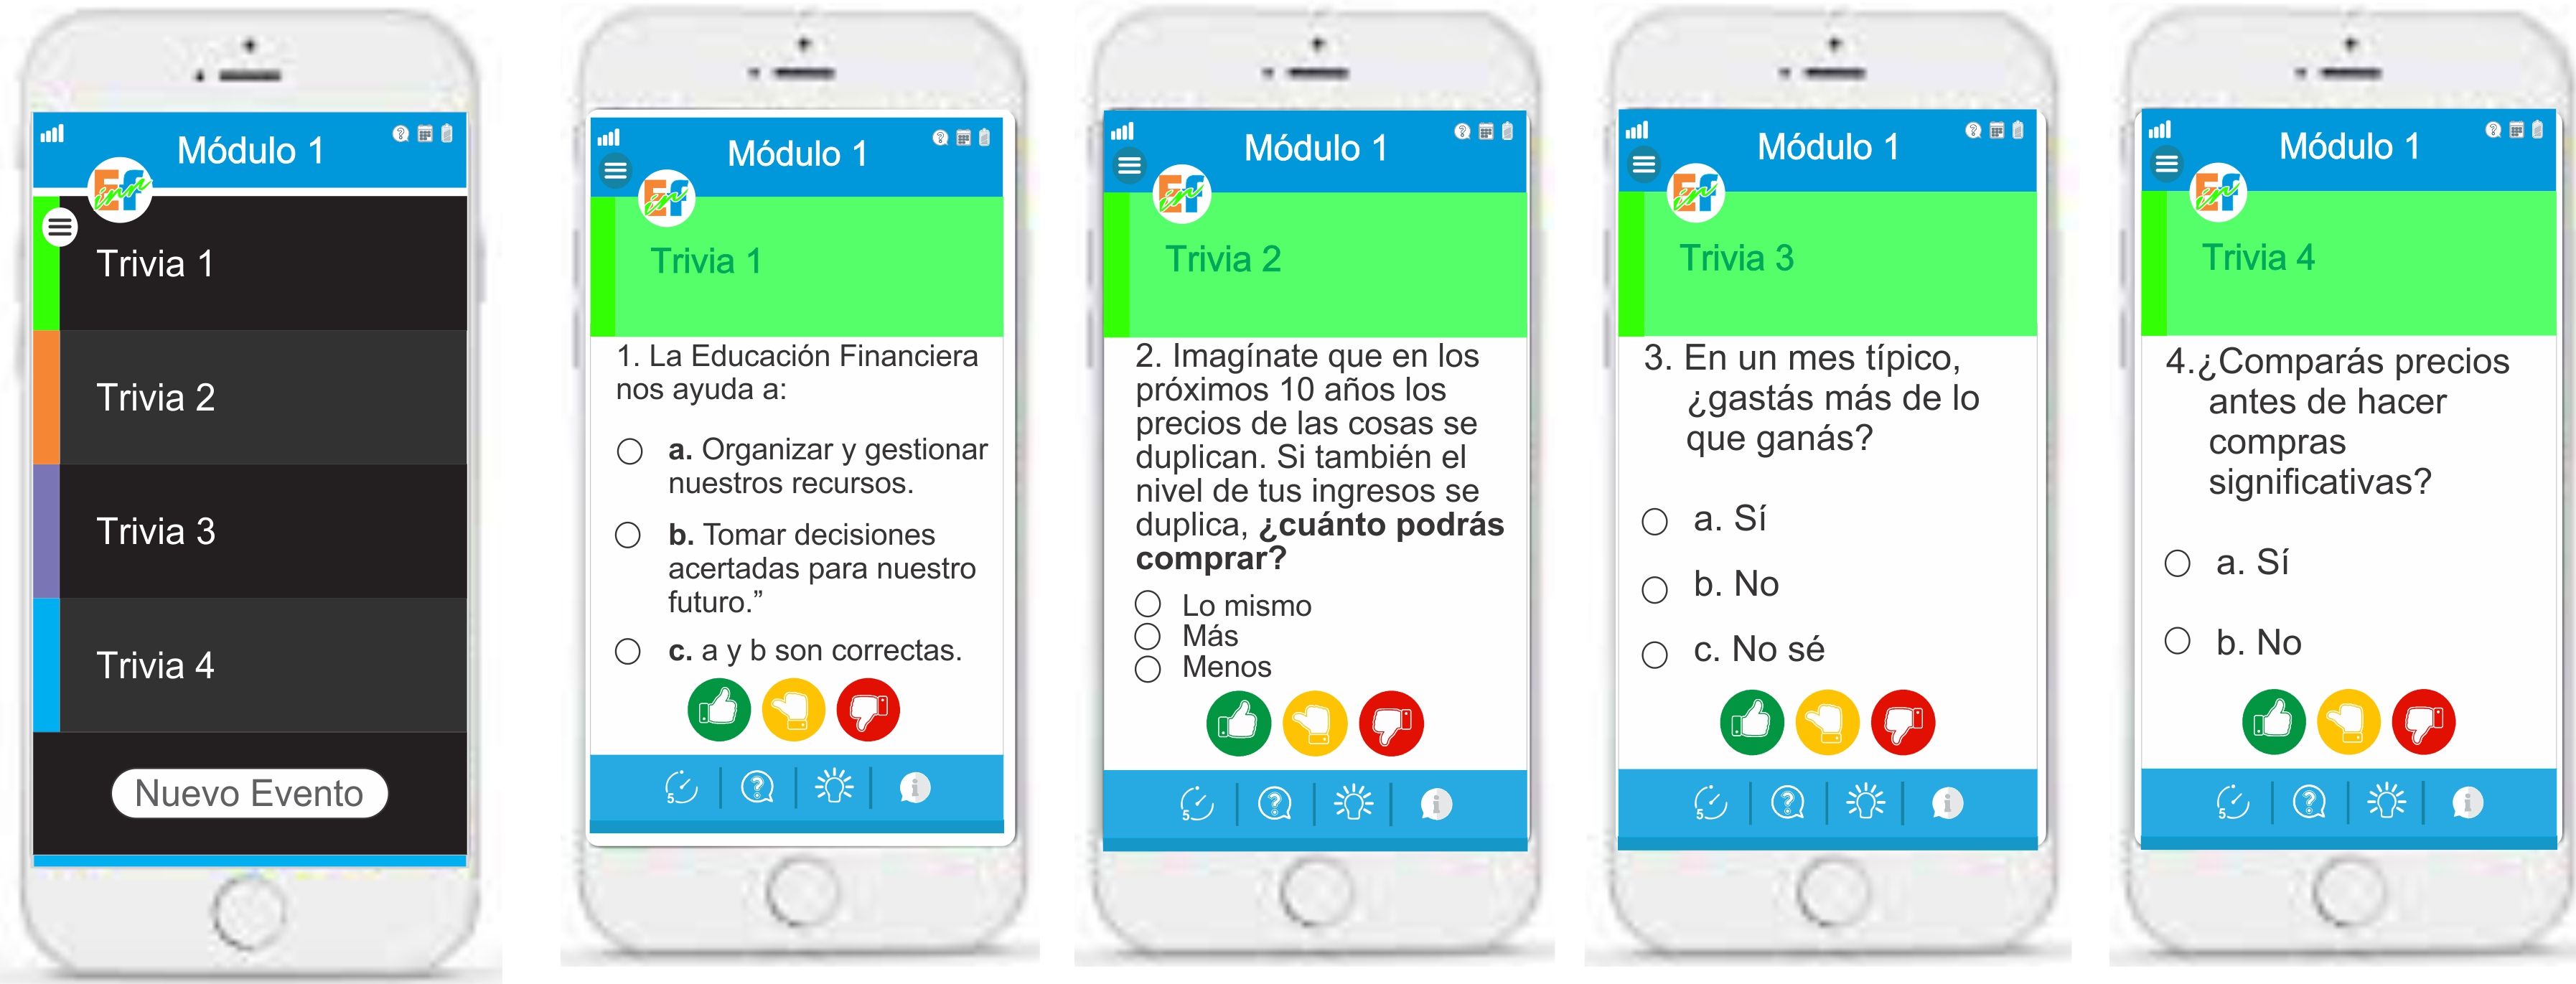 Módulo 1
Trivia 1
Trivia 2
Trivia 3
Trivia 4
Nuevo Evento
Módulo 1
Trivia 1
1. La Educación Financiera
nos ayuda a:
a. Organizar y gestionar
nuestros recursos.
b. Tomar decisiones
acertadas para nuestro
futuro.”
c. a y b son correctas.
5
Módulo 1
Trivia 2
2. Imagínate que en los
próximos 10 años los
precios de las cosas se
duplican. Si también el
nivel de tus ingresos se
duplica, ¿cuánto podrás
comprar?
Lo mismo
Más
Menos
5
Módulo 1
Trivia 3
3. En un mes típico,
¿gastás más de lo
que ganás?
a. Sí
b. No
c. No sé
5
Módulo 1
Trivia 4
4.¿Comparás precios
antes de hacer
compras
significativas?
a. Sí
b. No
5